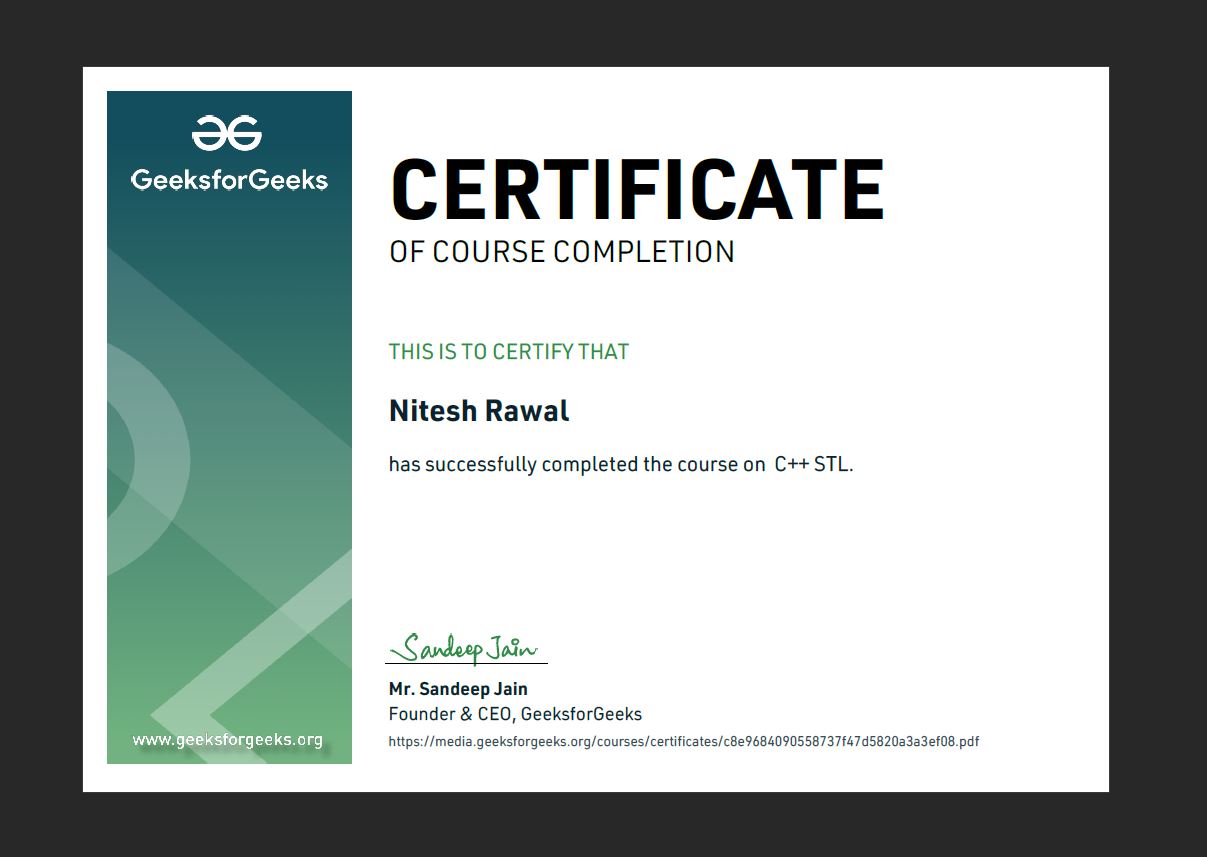 GeeksforGeeks
CERTIFICATE
OF COURSE COMPLETION
THIS IS TO CERTIFY THAT
Nitesh Rawal
has successfully completed the course on C++ STL.
Sandeep Jain
Mr. Sandeep Jain
Founder & CEO, GeeksforGeeks
https://media.geeksforgeeks.org/courses/certificates/c8e9684090558737f47d5820a3a3ef08.pdf
www.geeksforgeeks.org